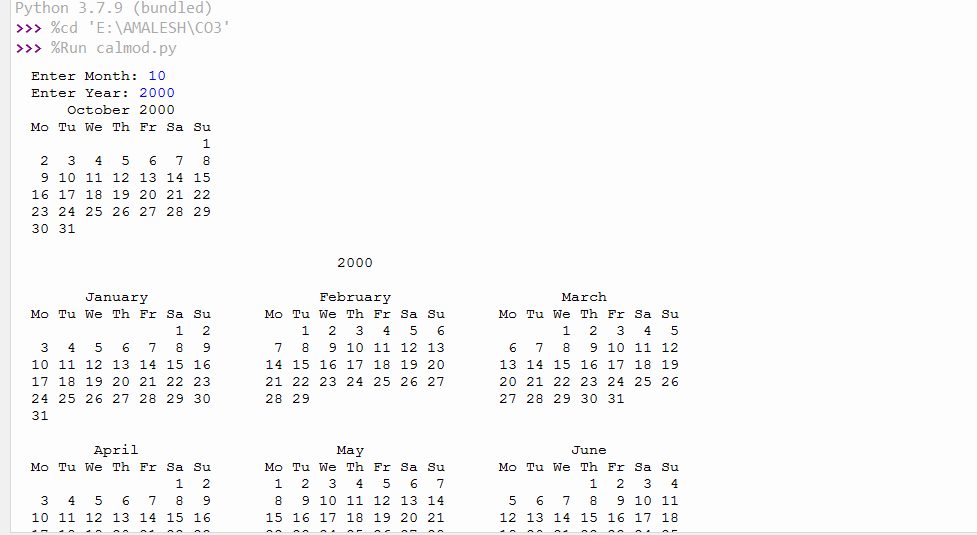 Python 3.7.9 (bundled)
>>> %cd 'E:\AMALESH\CO3'
>>> %Run calmod.py
Enter Month: 10
Enter Year: 2000
October 2000
Mo Tu We Th Fr Sa Su
1
2 3 4 5 6 7 8
9 10 11 12 13 14 15
16 17 18 19 20 21 22
23 24 25 26 27 28 29
30 31
2000
January February March
Mo Tu We Th Fr Sa Su Mo Tu We Th Fr Sa Su Mo Tu We Th Fr Sa Su
1 2 1 2 3 4 5 6 1 2 3 4 5
3 4 5 6 7 8 9 7 8 9 10 11 12 13 6 7 8 9 10 11 12
10 11 12 13 14 15 16 14 15 16 17 18 19 20 13 14 15 16 17 18 19
17 18 19 20 21 22 23 21 22 23 24 25 26 27 20 21 22 23 24 25 26
24 25 26 27 28 29 30 28 29 27 28 29 30 31
31
April May June
Mo Tu We Th Fr Sa Su Mo Tu We Th Fr Sa Su Mo Tu We Th Fr Sa Su
1 2 1 2 3 4 5 6 7 1 2 3 4
3 4 5 6 7 8 9 8 9 10 11 12 13 14 5 6 7 8 9 10 11
10 11 12 13 14 15 16 15 16 17 18 19 20 21 12 13 14 15 16 17 18